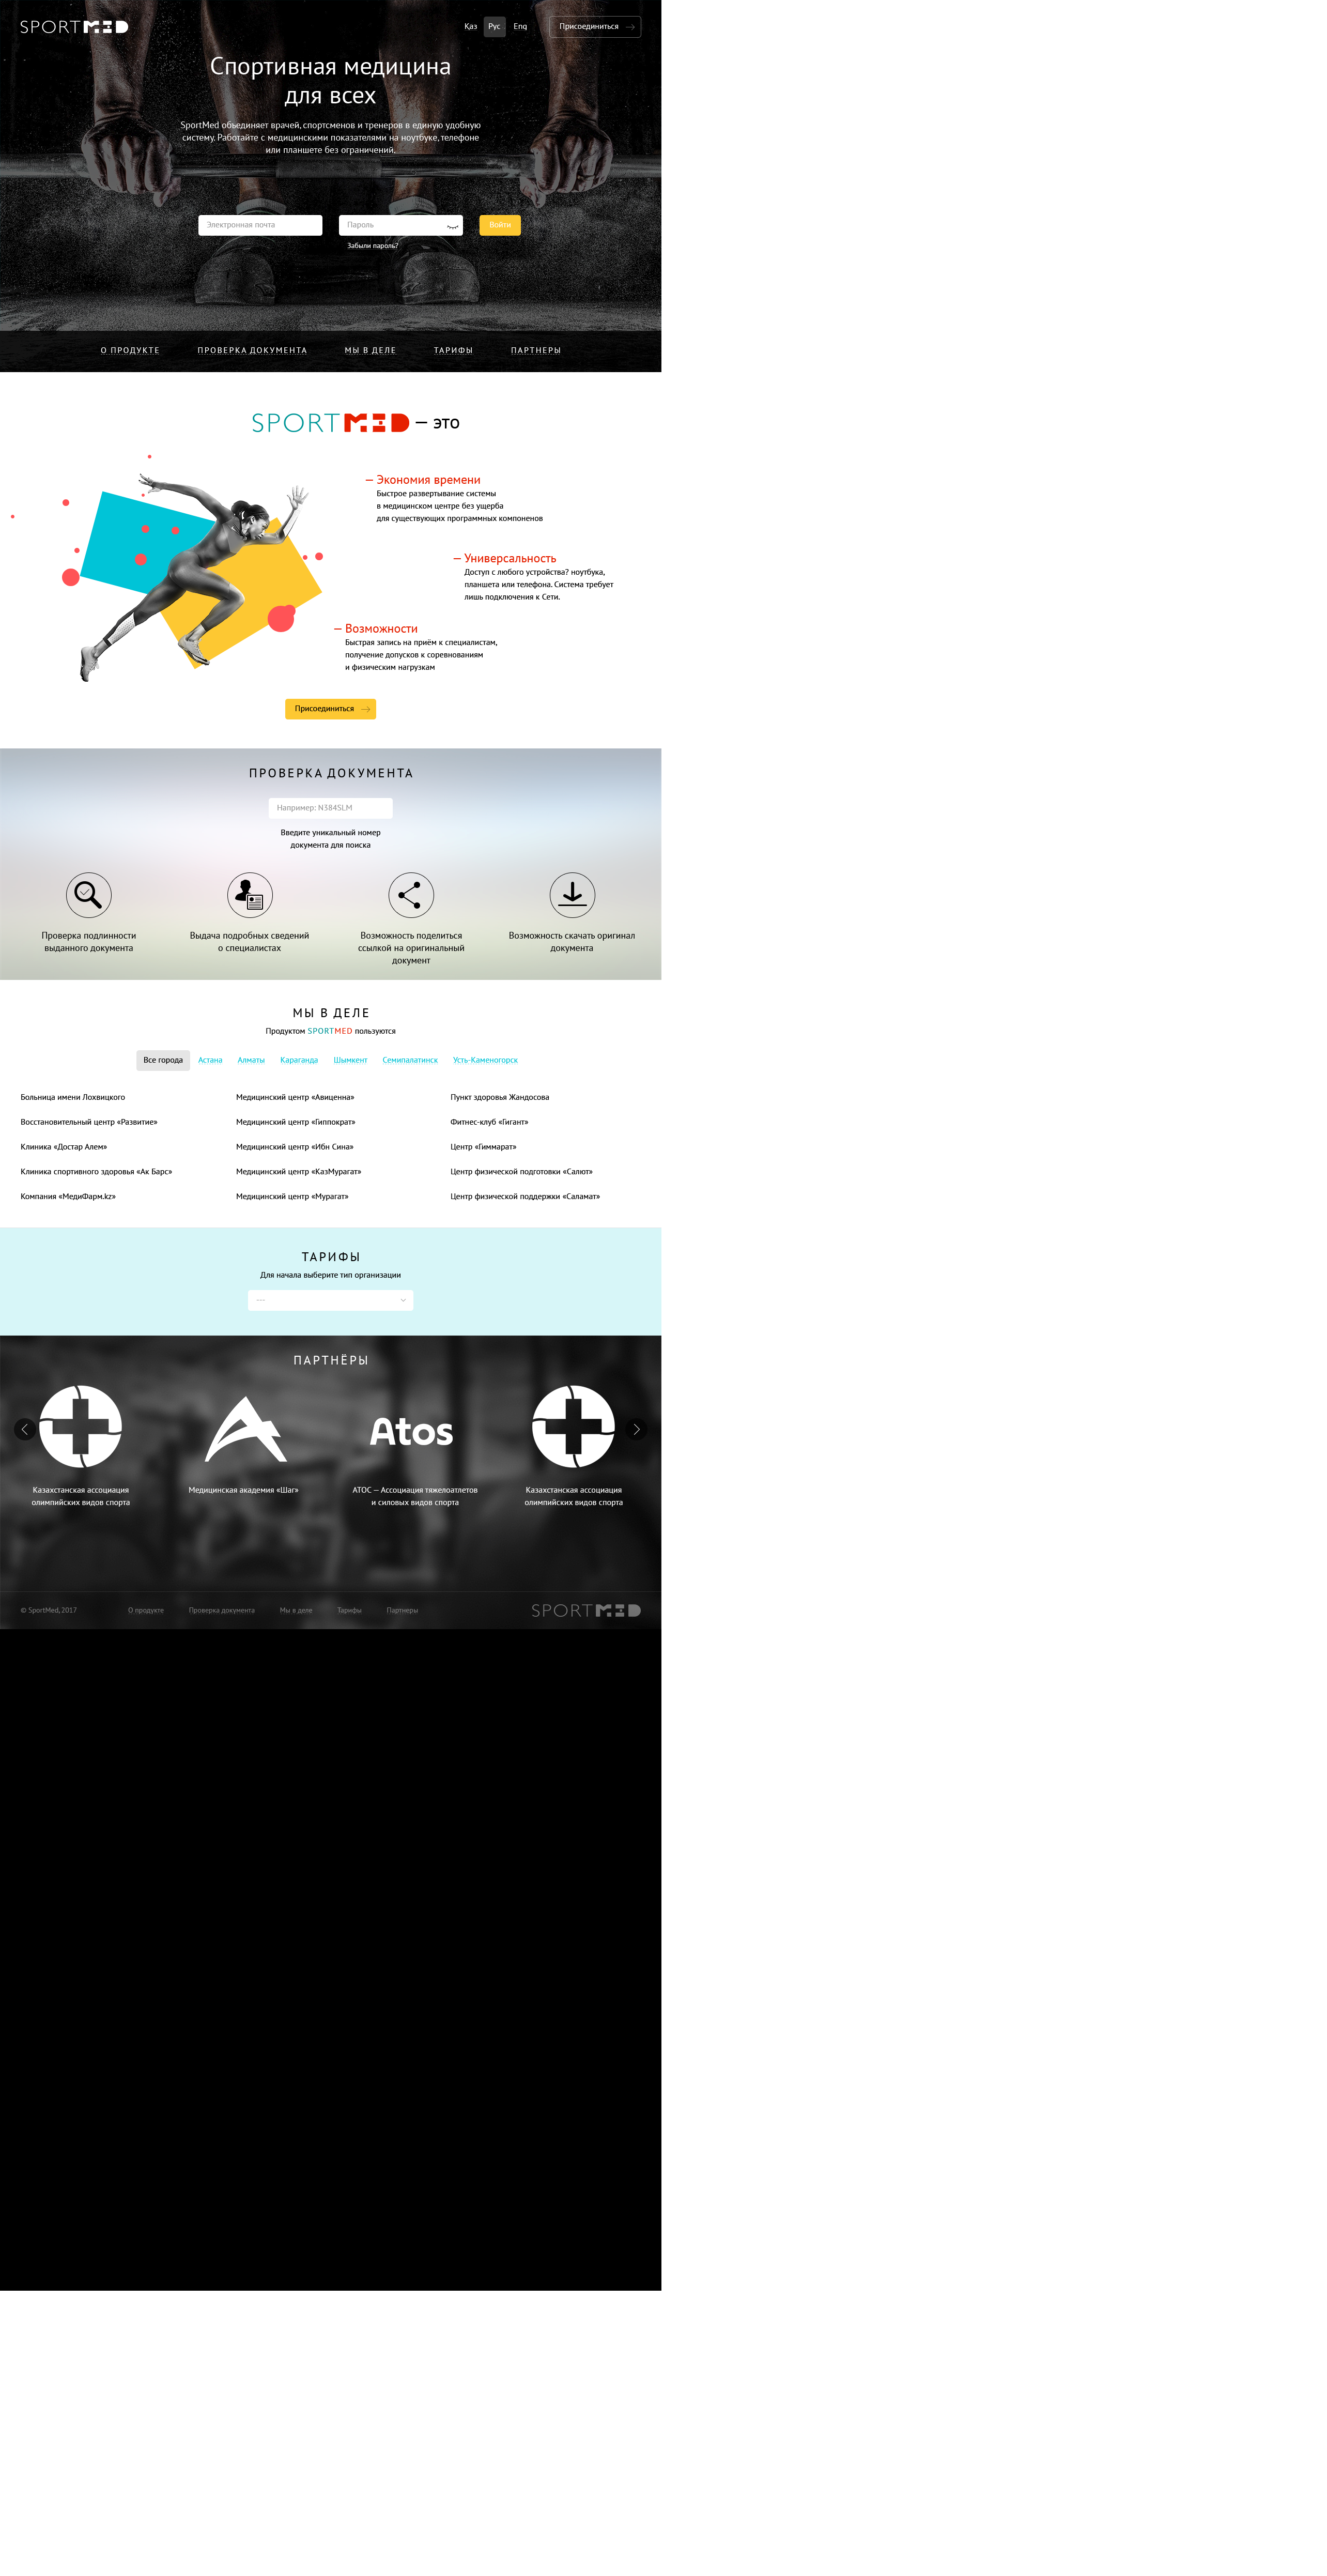 SPORTMED
Қаз Рус Eng Присоединиться
Спортивная медицина
для всех
SportMed объединяет врачей, спортсменов и тренеров в единую удобную
систему. Работайте с медицинскими показателями на ноутбуке, телефоне
или планшете без ограничений.
Электронная почта Пароль Войти
Забыли пароль?
О ПРОДУКТЕ ПРОВЕРКА ДОКУМЕНТА МЫ В ДЕЛЕ ТАРИФЫ ПАРТНЕРЫ
SPORTMED — это
— Экономия времени
Быстрое развертывание системы
в медицинском центре без ущерба
для существующих программных компоненов
— Универсальность
Доступ с любого устройства? ноутбука,
планшета или телефона. Система требует
лишь подключения к Сети.
— Возможности
Быстрая запись на приём к специалистам,
получение допусков к соревнованиям
и физическим нагрузкам
Присоединиться
ПРОВЕРКА ДОКУМЕНТА
Например: N384SLM
Введите уникальный номер
документа для поиска
Проверка подлинности
выданного документа
Выдача подробных сведений
о специалистах
Возможность поделиться
ссылкой на оригинальный
документ
Возможность скачать оригинал
документа
МЫ В ДЕЛЕ
Продуктом SPORTMED пользуются
Все города Астана Алматы Караганда Шымкент Семипалатинск Усть-Каменогорск
Больница имени Лохвицкого
Восстановительный центр «Развитие»
Клиника «Достар Алем»
Клиника спортивного здоровья «Ак Барс»
Компания «МедиФарм.kz»
Медицинский центр «Авиценна»
Медицинский центр «Гиппократ»
Медицинский центр «Ибн Сина»
Медицинский центр «КазМурагат»
Медицинский центр «Мурагат»
Пункт здоровья Жандосова
Фитнес-клуб «Гигант»
Центр «Гиммарат»
Центр физической подготовки «Салют»
Центр физической поддержки «Саламат»
ТАРИФЫ
Для начала выберите тип организации
---
ПАРТНЁРЫ
Atos
Казахстанская ассоциация
олимпийских видов спорта
Медицинская академия «Шаг»
АТОС — Ассоциация тяжелоатлетов
и силовых видов спорта
Казахстанская ассоциация
олимпийских видов спорта
© SportMed, 2017 О продукте Проверка документа Мы в деле Тарифы Партнеры SPORTMED